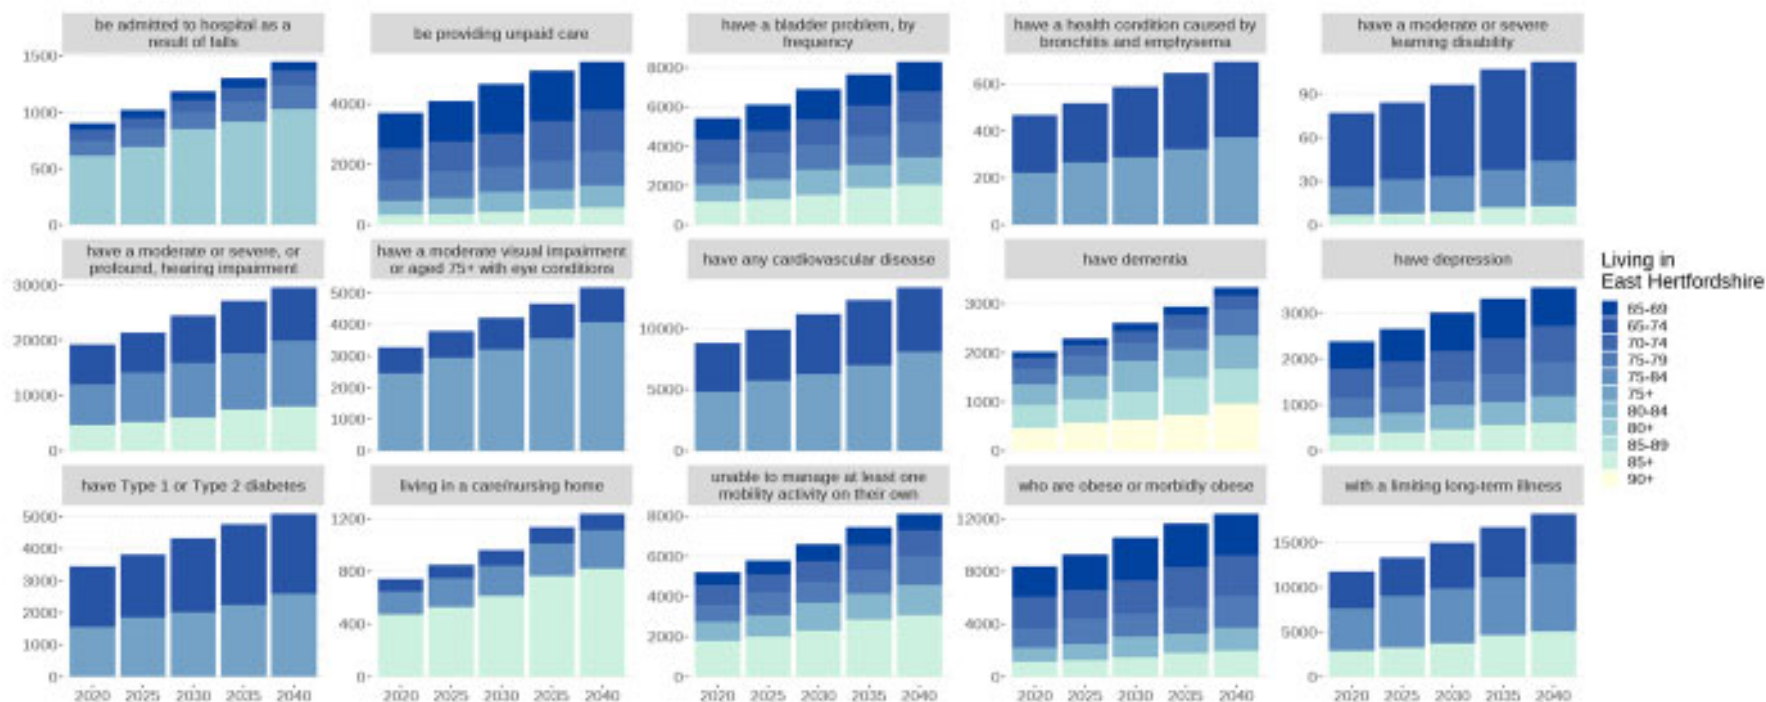 be admitted to hospital as a
result of falls
be providing unpaid care
have a bladder problem, by
frequency
have a health condition caused by
bronchitis and emphysema
have a moderate or severe
learning disability
1500
1000
500
0
4000
2000
0
8000
6000
4000
2000
0
600
400
200
0
90
60
30
0
have a moderate or severe, or
profound, hearing impairment
have a moderate visual impairment
or aged 75+ with eye conditions
have any cardiovascular disease
have dementia
have depression
30000
20000
10000
0
5000
4000
3000
2000
1000
0
10000
5000
0
3000
2000
1000
0
3000
2000
1000
0
have Type 1 or Type 2 diabetes
living in a care/nursing home
unable to manage at least one
mobility activity on their own
who are obese or morbidly obese
with a limiting long-term illness
5000
4000
3000
2000
1000
0
1200
800
400
0
8000
6000
4000
2000
0
12000
8000
4000
0
15000
10000
5000
0
2020 2025 2030 2035 2040
2020 2025 2030 2035 2040
2020 2025 2030 2035 2040
2020 2025 2030 2035 2040
2020 2025 2030 2035 2040
Living in
East Hertfordshire
65-69
65-74
70-74
75-79
75-84
75+
80-84
80+
85-89
85+
90+